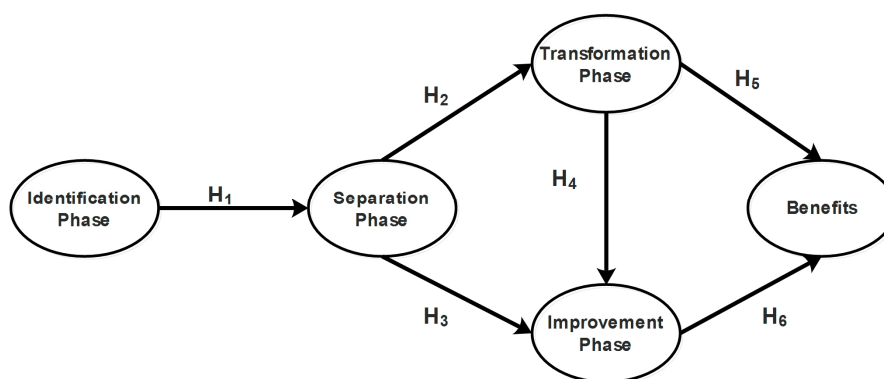 Transformation
Phase
H2
H5
H4
H1
Identification
Phase
Separation
Phase
Benefits
H3
Improvement
Phase
H6